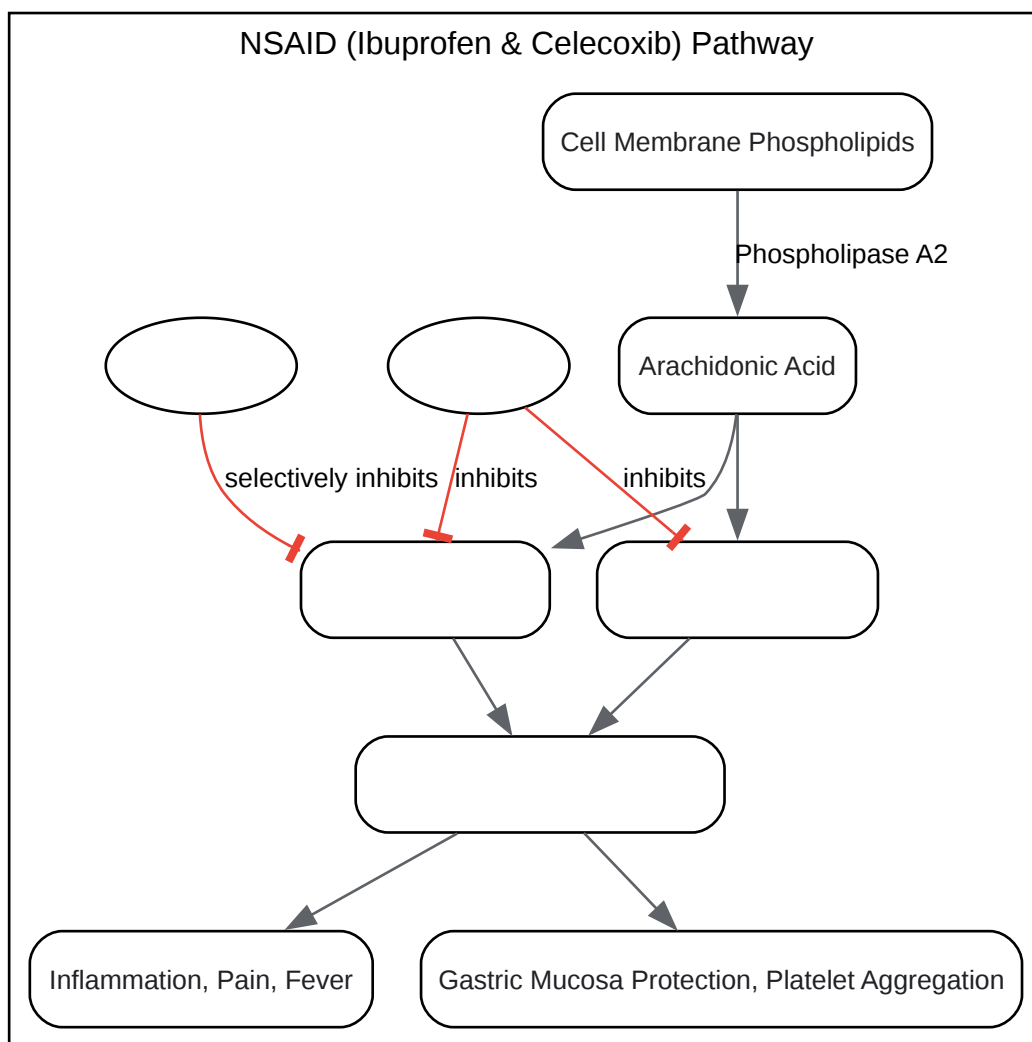 NSAID (Ibuprofen & Celecoxib) Pathway
Cell Membrane Phospholipids
Phospholipase A2
Arachidonic Acid
selectively inhibits
inhibits
inhibits
Inflammation, Pain, Fever
Gastric Mucosa Protection, Platelet Aggregation